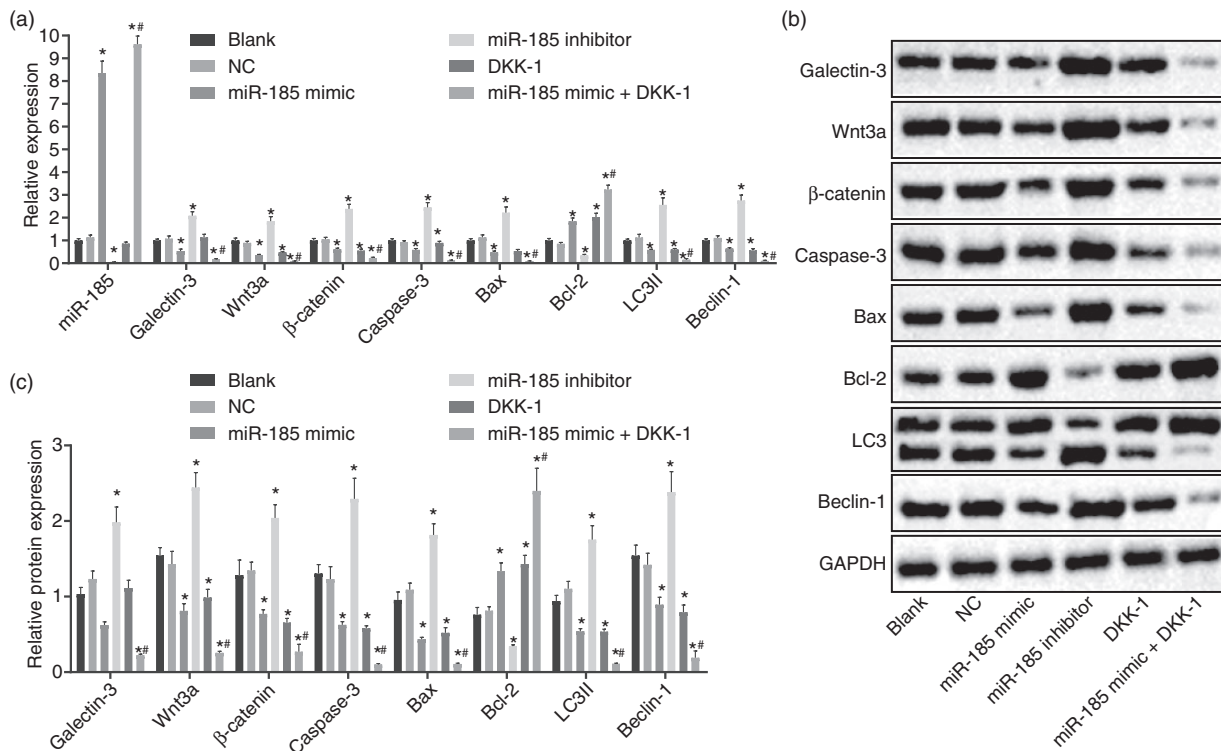 (a)
Relative expression
10
9
8
7
6
5
4
3
2
1
0
Blank
NC
miR-185 mimic
miR-185 inhibitor
DKK-1
miR-185 mimic + DKK-1
* *# * * * *# * * * *# * * * *# * * * *# * * *# * * * *# * * * *# * * * *#
miR-185 Galectin-3 Wnt3a β-catenin Caspase-3 Bax Bcl-2 LC3II Beclin-1
(b)
Galectin-3
Wnt3a
β-catenin
Caspase-3
Bax
Bcl-2
LC3
Beclin-1
GAPDH
Blank NC miR-185 mimic miR-185 inhibitor DKK-1 miR-185 mimic + DKK-1
(c)
Relative protein expression
3
2
1
0
Blank
NC
miR-185 mimic
miR-185 inhibitor
DKK-1
miR-185 mimic + DKK-1
* *# * * * *# * * * *# * * * *# * * * *# * * * *# * * * *# * * * *#
Galectin-3 Wnt3a β-catenin Caspase-3 Bax Bcl-2 LC3II Beclin-1